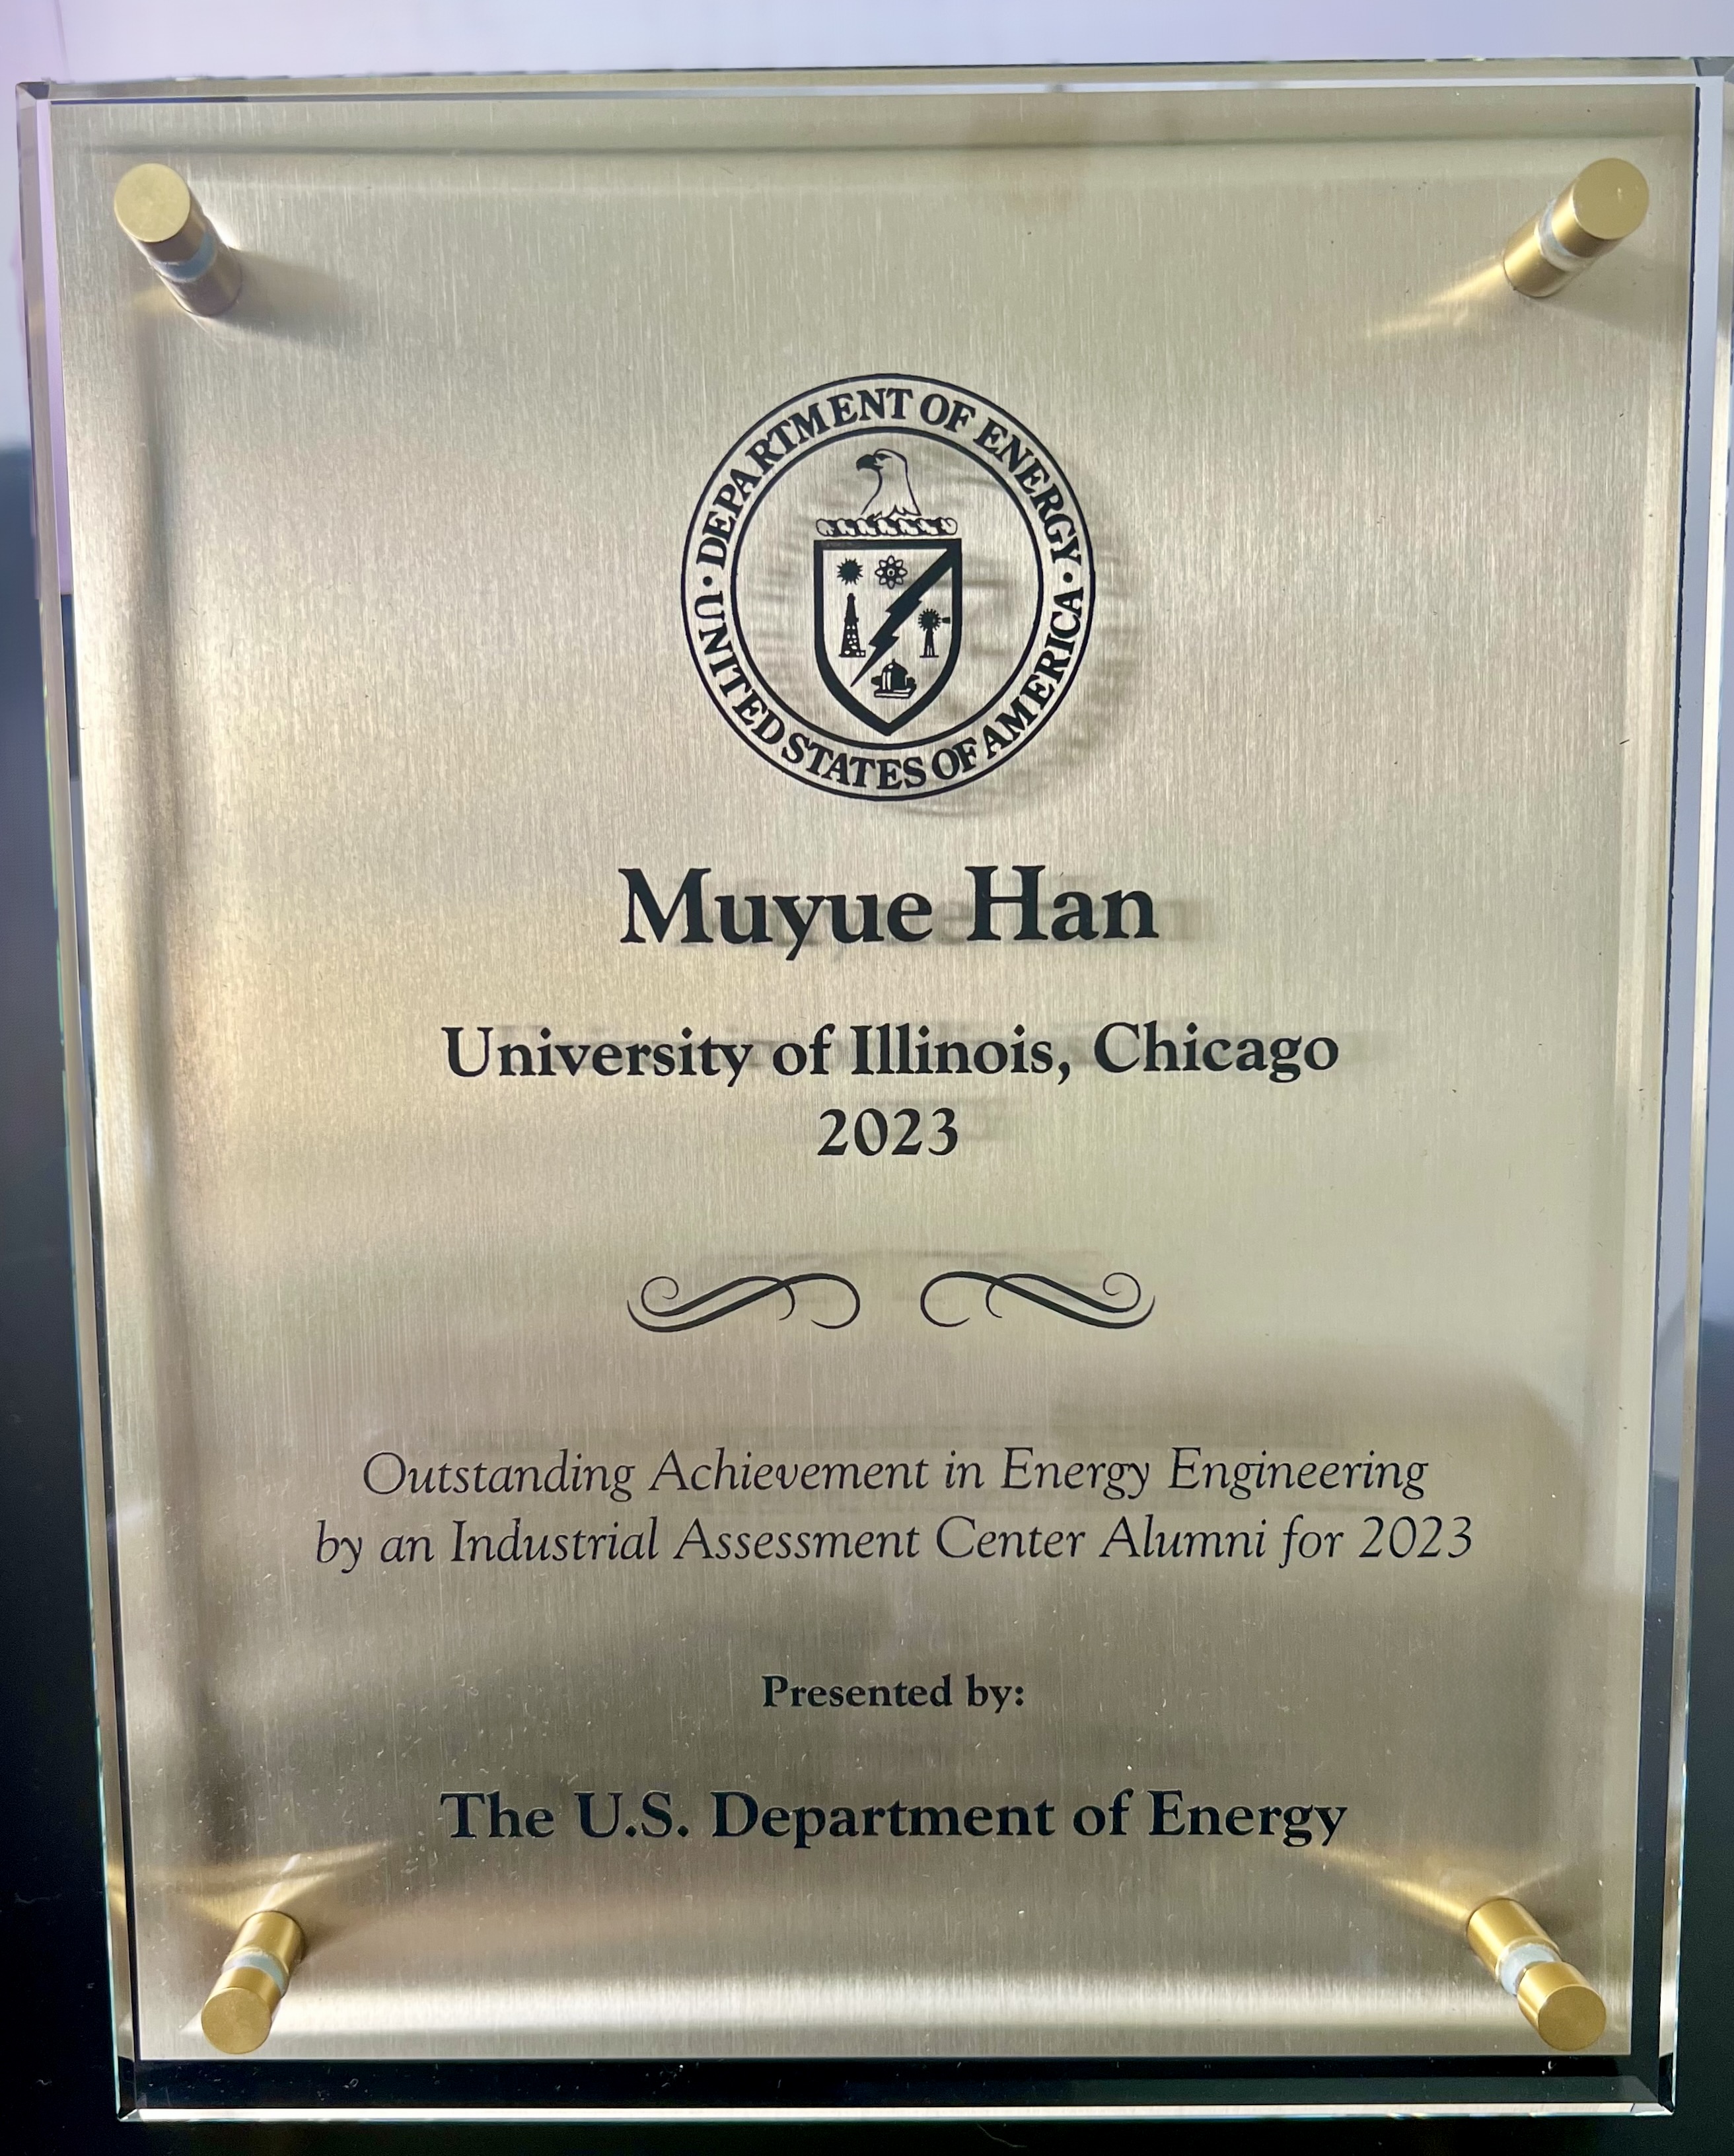 · DEPARTMENT OF ENERGY ·
UNITED STATES OF AMERICA
Muyue Han
University of Illinois, Chicago
2023
Outstanding Achievement in Energy Engineering
by an Industrial Assessment Center Alumni for 2023
Presented by:
The U.S. Department of Energy